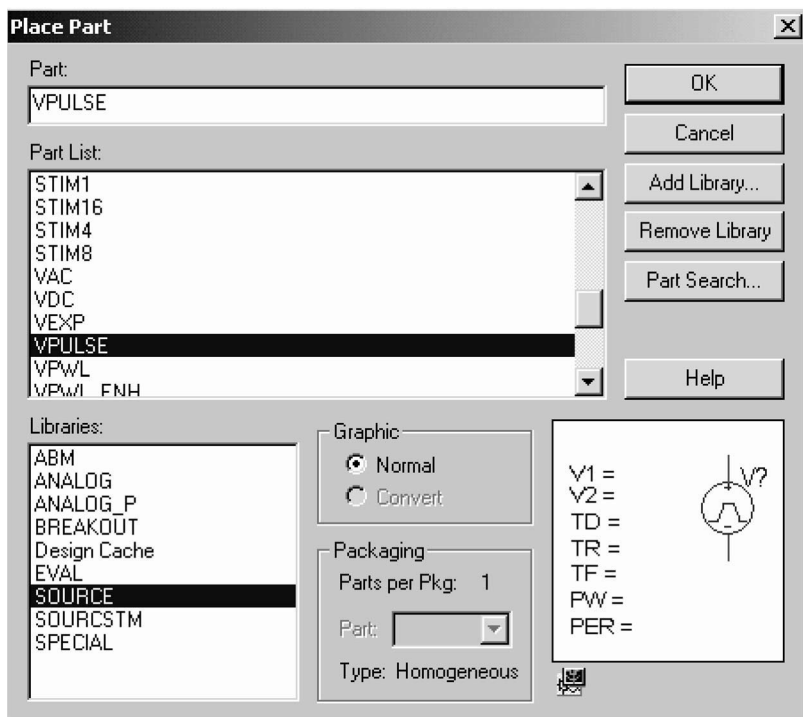 Place Part
Part:
VPULSE
OK
Cancel
Part List:
STIM1
STIM16
STIM4
STIM8
VAC
VDC
VEXP
VPULSE
VPWL
VPWL_ENH
Add Library...
Remove Library
Part Search...
Help
Libraries:
ABM
ANALOG
ANALOG_P
BREAKOUT
Design Cache
EVAL
SOURCE
SOURCSTM
SPECIAL
Graphic
Normal
Convert
Packaging
Parts per Pkg: 1
Part:
Type: Homogeneous
V1 =
V2 =
TD =
TR =
TF =
PW =
PER =
V?